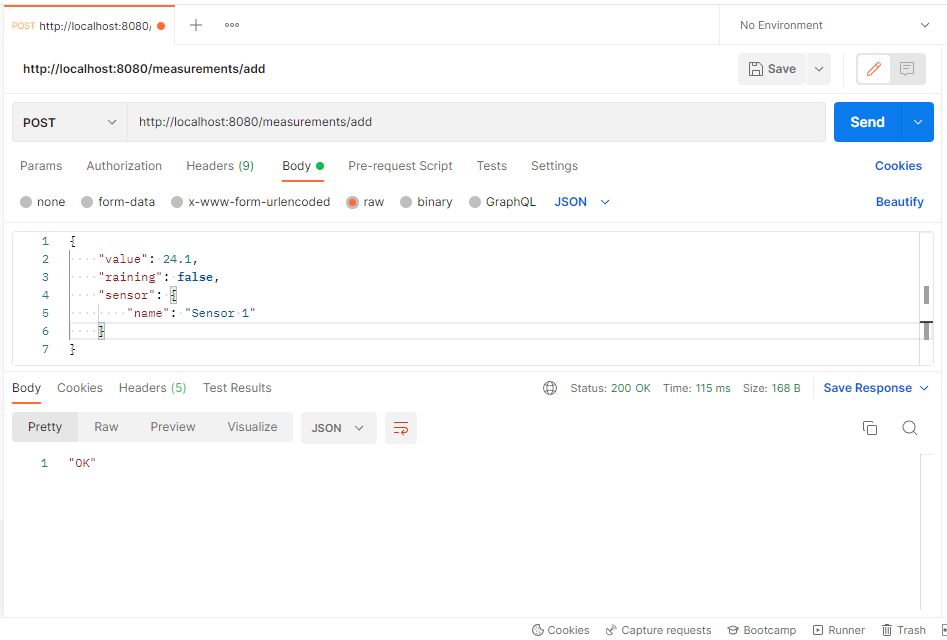 POST http://localhost:8080/
No Environment
http://localhost:8080/measurements/add
Save
POST http://localhost:8080/measurements/add Send
Params Authorization Headers (9) Body Pre-request Script Tests Settings Cookies
none form-data x-www-form-urlencoded raw binary GraphQL JSON Beautify
1 {
2 "value": 24.1,
3 "raining": false,
4 "sensor": {
5 "name": "Sensor 1"
6 }
7 }
Body Cookies Headers (5) Test Results Status: 200 OK Time: 115 ms Size: 168 B Save Response
Pretty Raw Preview Visualize JSON
1 "OK"
Cookies Capture requests Bootcamp Runner Trash